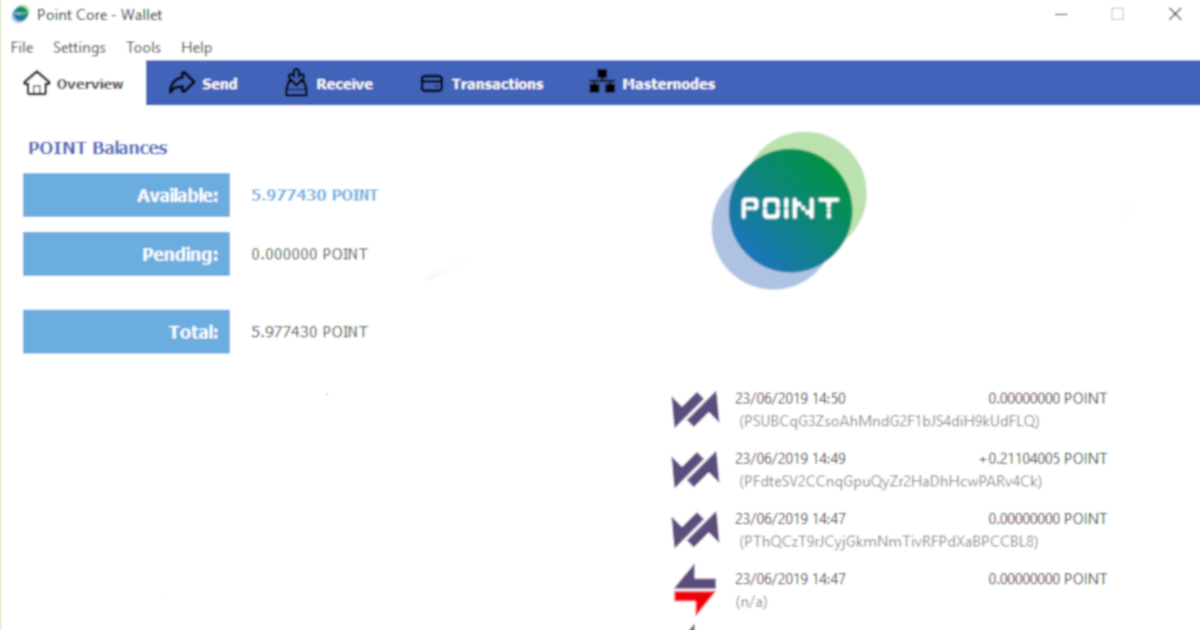 Point Core - Wallet
File Settings Tools Help
Overview Send Receive Transactions Masternodes
POINT Balances
Available: 5.977430 POINT
Pending: 0.000000 POINT
Total: 5.977430 POINT
POINT
23/06/2019 14:50 0.00000000 POINT
(PSUBCqG3ZsoAhMndG2F1bJS4diH9kUdFLQ)
23/06/2019 14:49 +0.21104005 POINT
(PFdteSV2CCnqGpuQyZr2HaDhHcwPARv4Ck)
23/06/2019 14:47 0.00000000 POINT
(PThQCzT9rJCyjGkmNmTivRFPdXaBPCCBL8)
23/06/2019 14:47 0.00000000 POINT
(n/a)